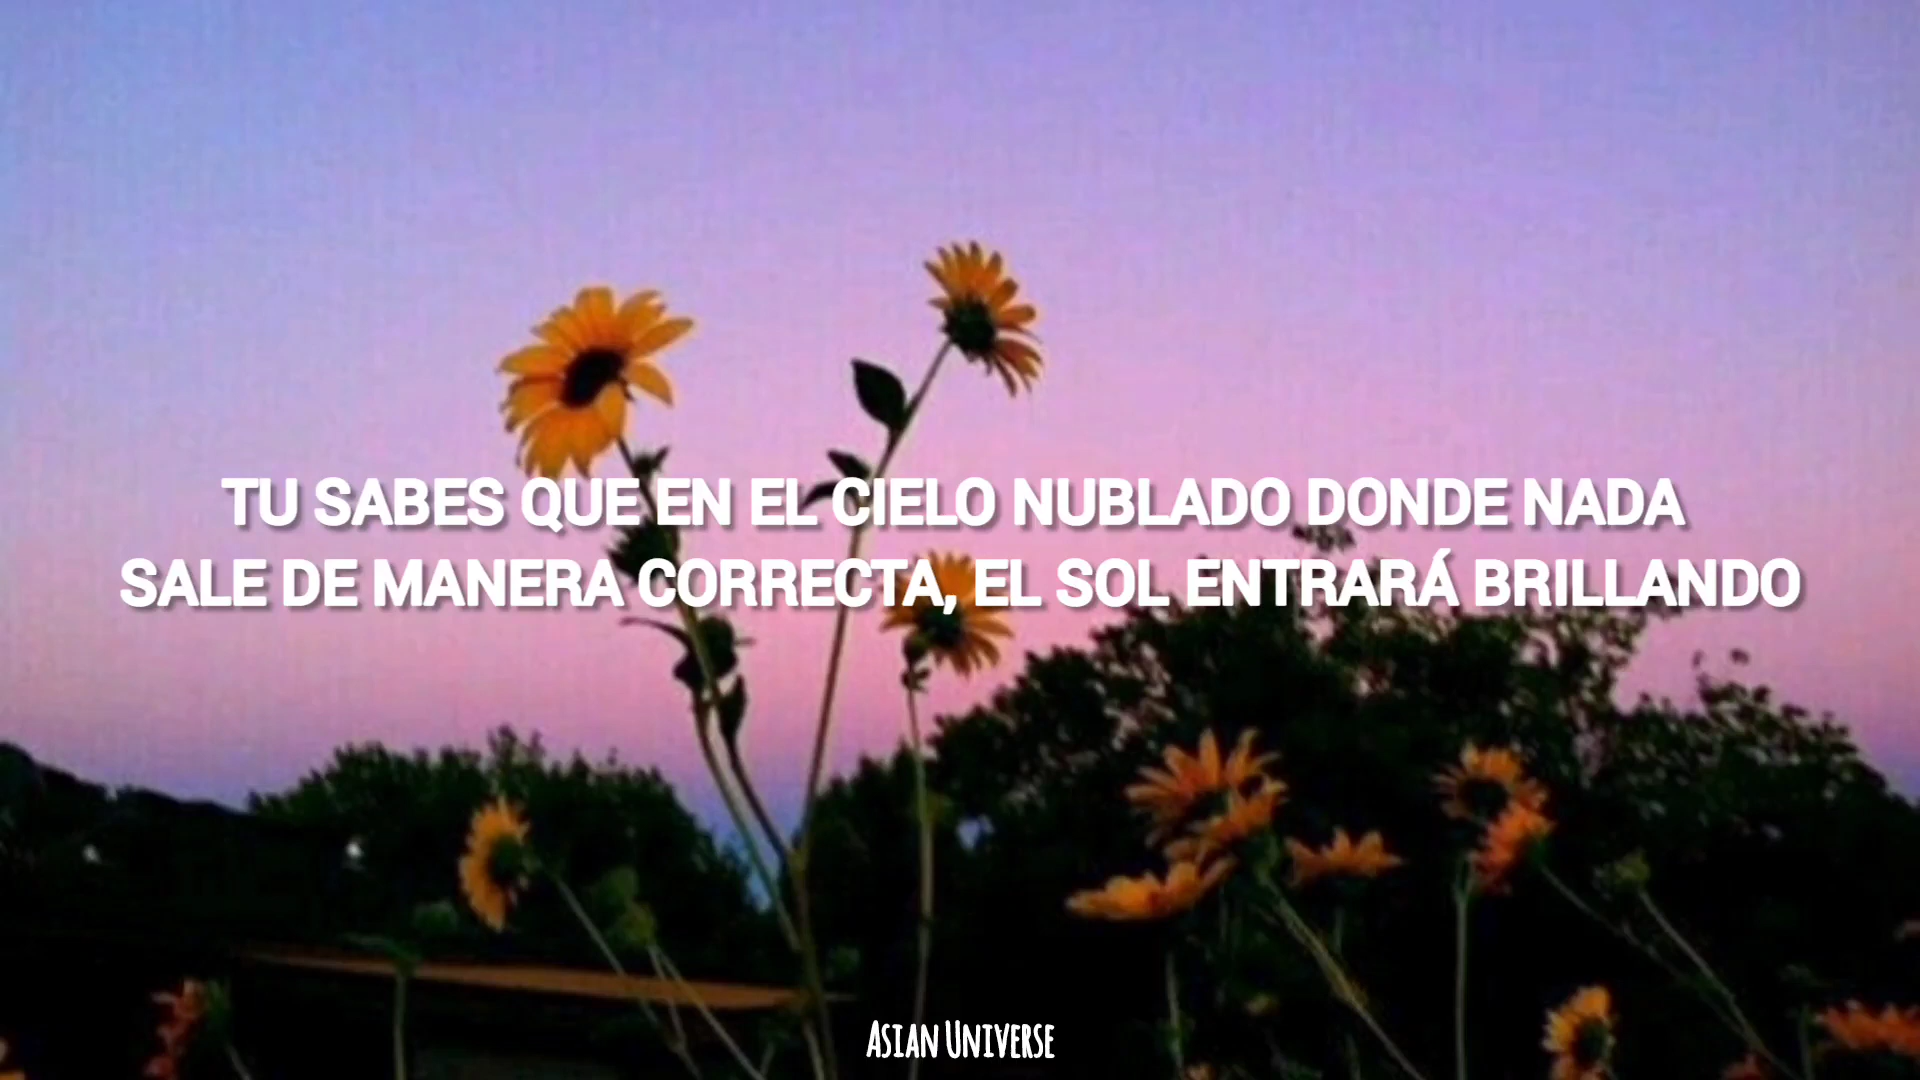 TU SABES QUE EN EL CIELO NUBLADO DONDE NADA
SALE DE MANERA CORRECTA, EL SOL ENTRARÁ BRILLANDO
ASIAN UNIVERSE